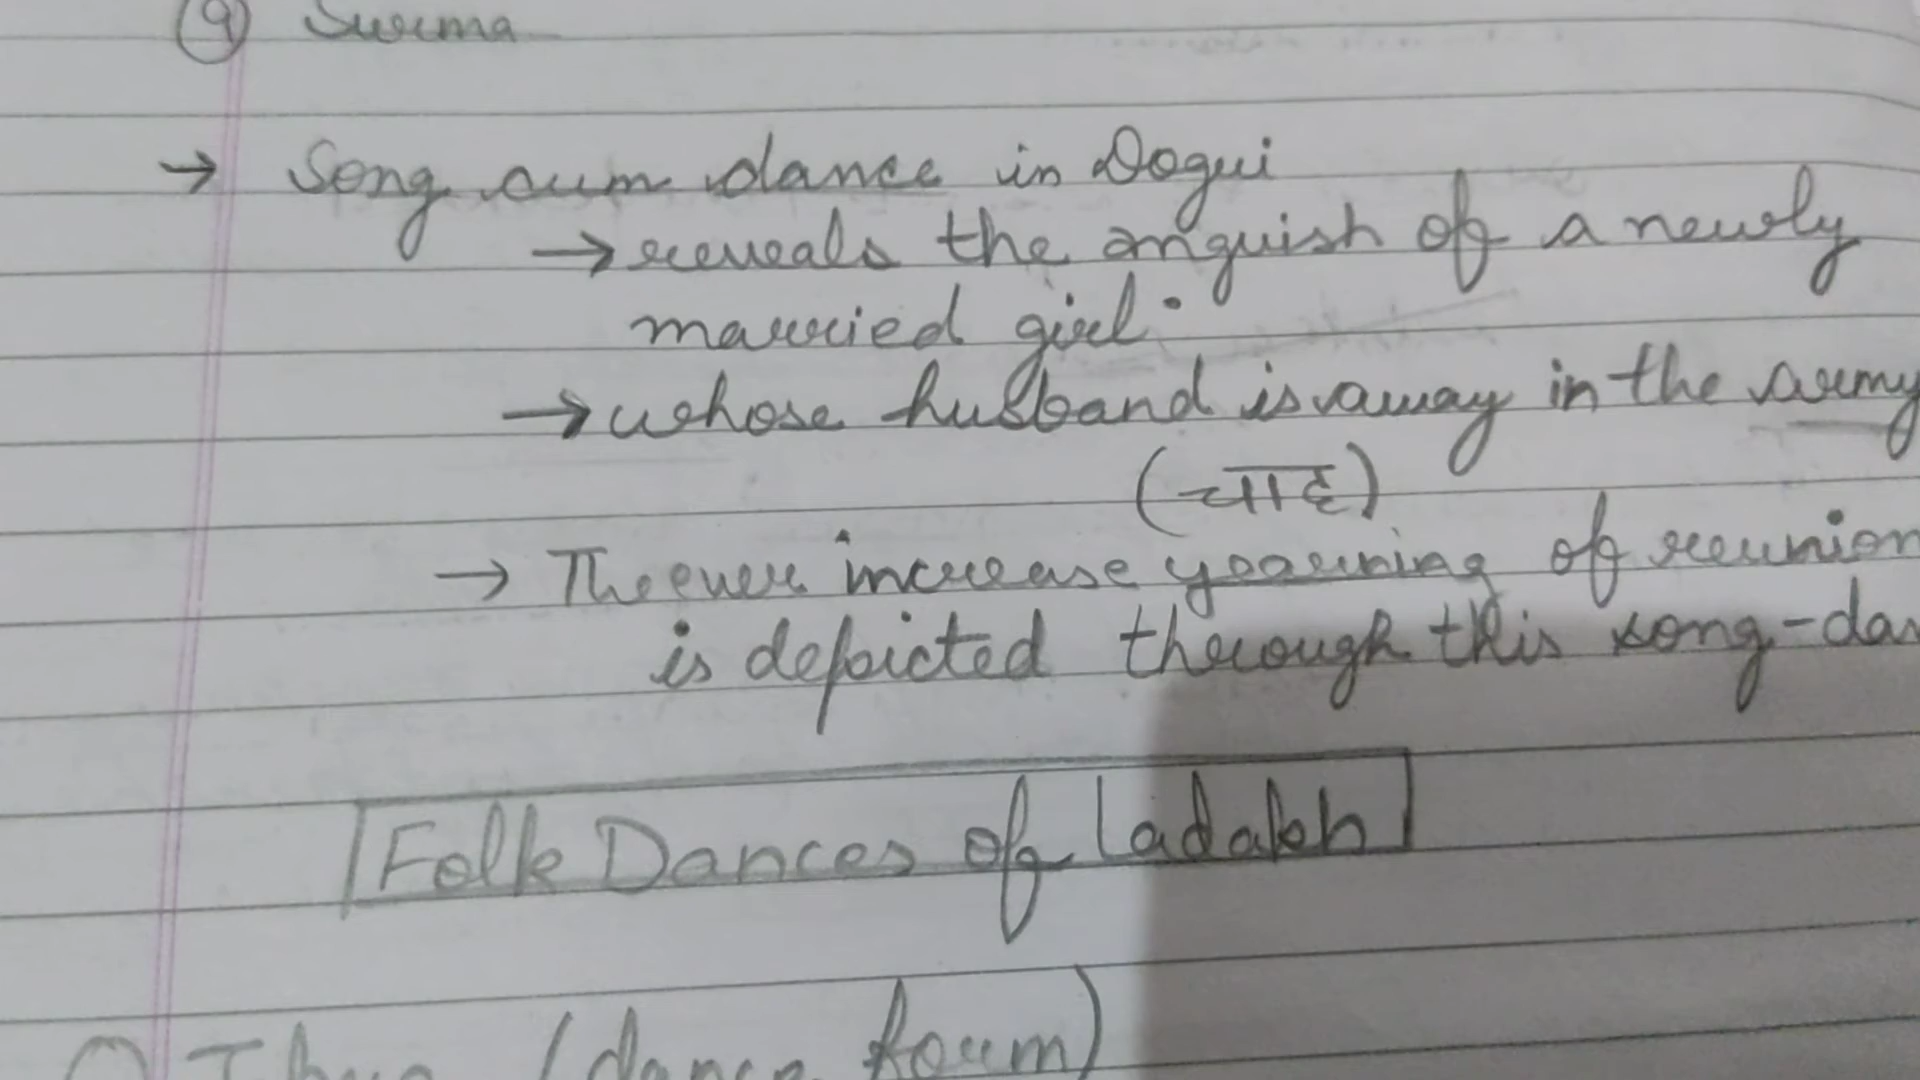 9 Surma
→ Song cum dance in Dogri
→ reveals the anguish of a newly
married girl.
→ whose husband is away in the army
(याद)
→ The ever increase yearning of reunion
is depicted through this song-dan
Folk Dances of Ladakh
(dance form)